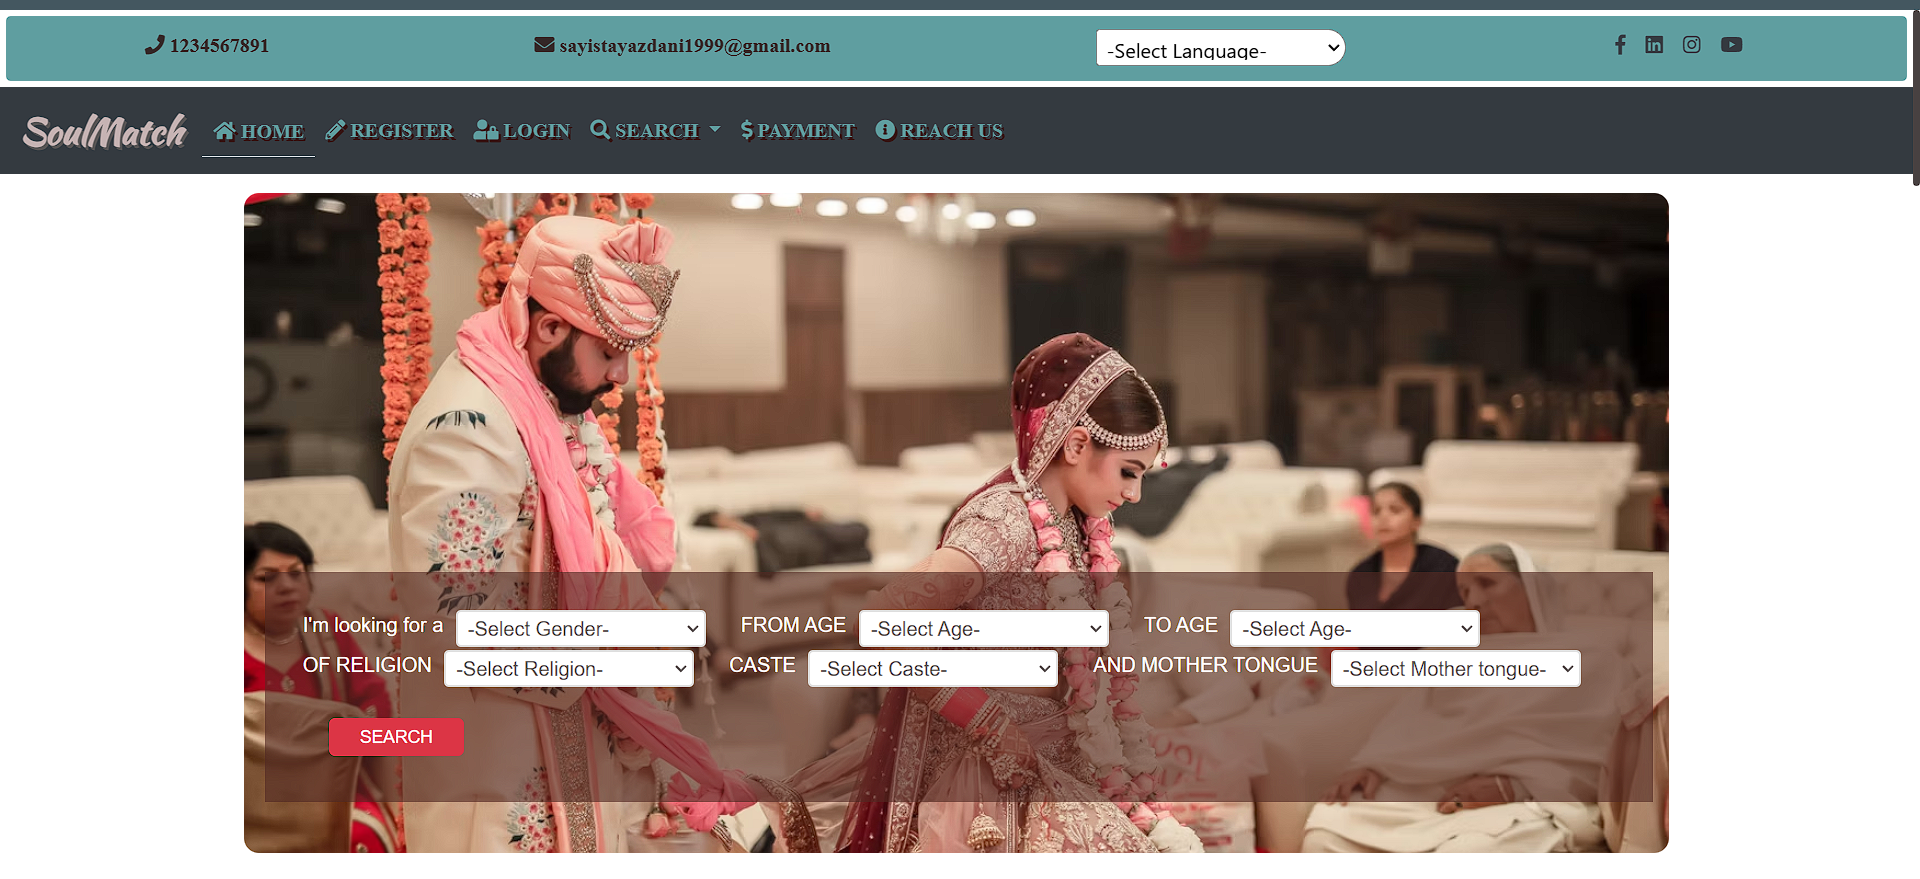 1234567891 sayistayazdani1999@gmail.com -Select Language-
SoulMatch HOME REGISTER LOGIN SEARCH PAYMENT REACH US
I'm looking for a -Select Gender- FROM AGE -Select Age- TO AGE -Select Age-
OF RELIGION -Select Religion- CASTE -Select Caste- AND MOTHER TONGUE -Select Mother tongue-
SEARCH